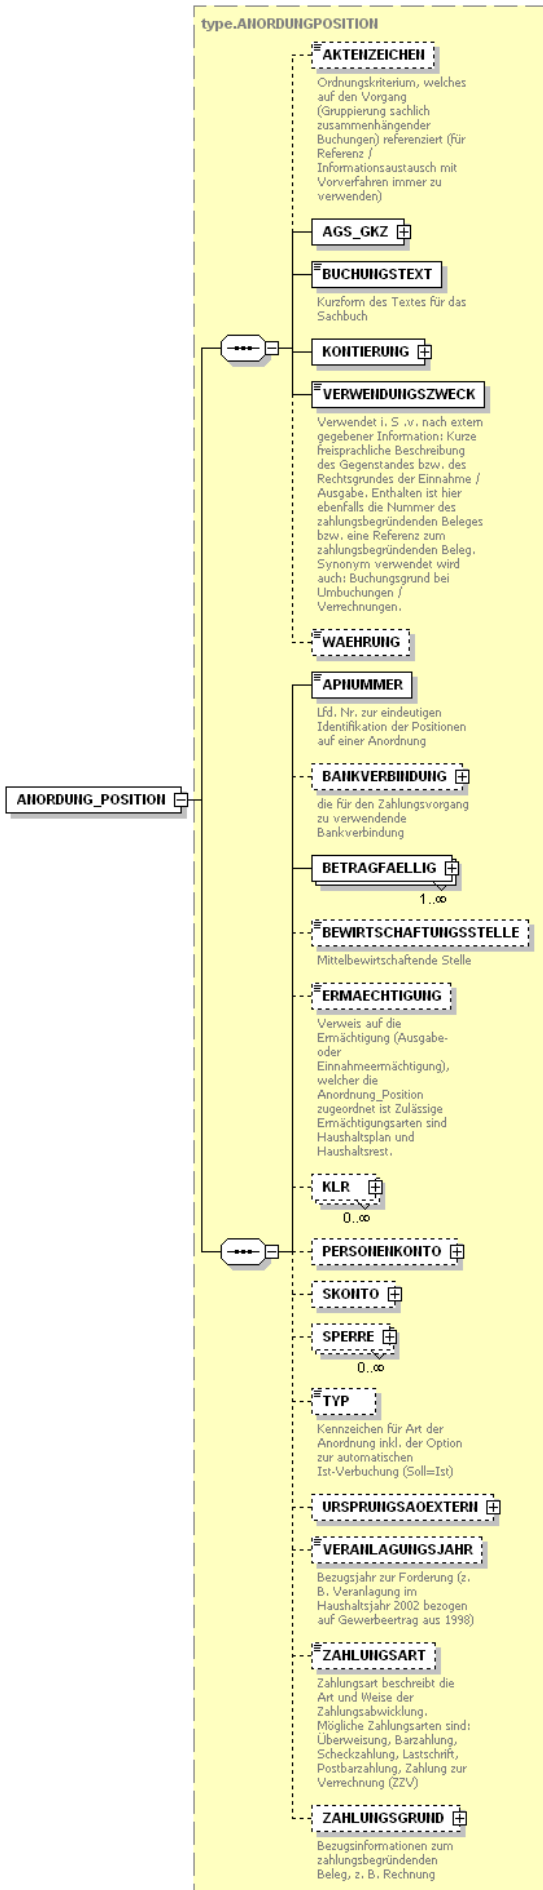 type.ANORDUNGPOSITION
AKTENZEICHEN
Ordnungskriterium, welches
auf den Vorgang
(Gruppierung sachlich
zusammenhängender
Buchungen) referenziert (für
Referenz /
Informationsaustausch mit
Vorverfahren immer zu
verwenden)
AGS_GKZ
BUCHUNGSTEXT
Kurzform des Textes für das
Sachbuch
KONTIERUNG
VERWENDUNGSZWECK
Verwendet i. S .v. nach extern
gegebener Information: Kurze
freisprachliche Beschreibung
des Gegenstandes bzw. des
Rechtsgrundes der Einnahme /
Ausgabe. Enthalten ist hier
ebenfalls die Nummer des
zahlungsbegründenden Beleges
bzw. eine Referenz zum
zahlungsbegründenden Beleg.
Synonym verwendet wird
auch: Buchungsgrund bei
Umbuchungen /
Verrechnungen.
WAEHRUNG
APNUMMER
Lfd. Nr. zur eindeutigen
Identifikation der Positionen
auf einer Anordnung
BANKVERBINDUNG
die für den Zahlungsvorgang
zu verwendende
Bankverbindung
ANORDUNG_POSITION
BETRAGFAELLIG
1..∞
BEWIRTSCHAFTUNGSSTELLE
Mittelbewirtschaftende Stelle
ERMAECHTIGUNG
Verweis auf die
Ermächtigung (Ausgabe-
oder
Einnahmeermächtigung),
welcher die
Anordnung_Position
zugeordnet ist Zulässige
Ermächtigungsarten sind
Haushaltsplan und
Haushaltsrest.
KLR
0..∞
PERSONENKONTO
SKONTO
SPERRE
0..∞
TYP
Kennzeichen für Art der
Anordnung inkl. der Option
zur automatischen
Ist-Verbuchung (Soll=Ist)
URSPRUNGSAOEXTERN
VERANLAGUNGSJAHR
Bezugsjahr zur Forderung (z.
B. Veranlagung im
Haushaltsjahr 2002 bezogen
auf Gewerbeertrag aus 1998)
ZAHLUNGSART
Zahlungsart beschreibt die
Art und Weise der
Zahlungsabwicklung.
Mögliche Zahlungsarten sind:
Überweisung, Barzahlung,
Scheckzahlung, Lastschrift,
Postbarzahlung, Zahlung zur
Verrechnung (ZZV)
ZAHLUNGSGRUND
Bezugsinformationen zum
zahlungsbegründenden
Beleg, z. B. Rechnung